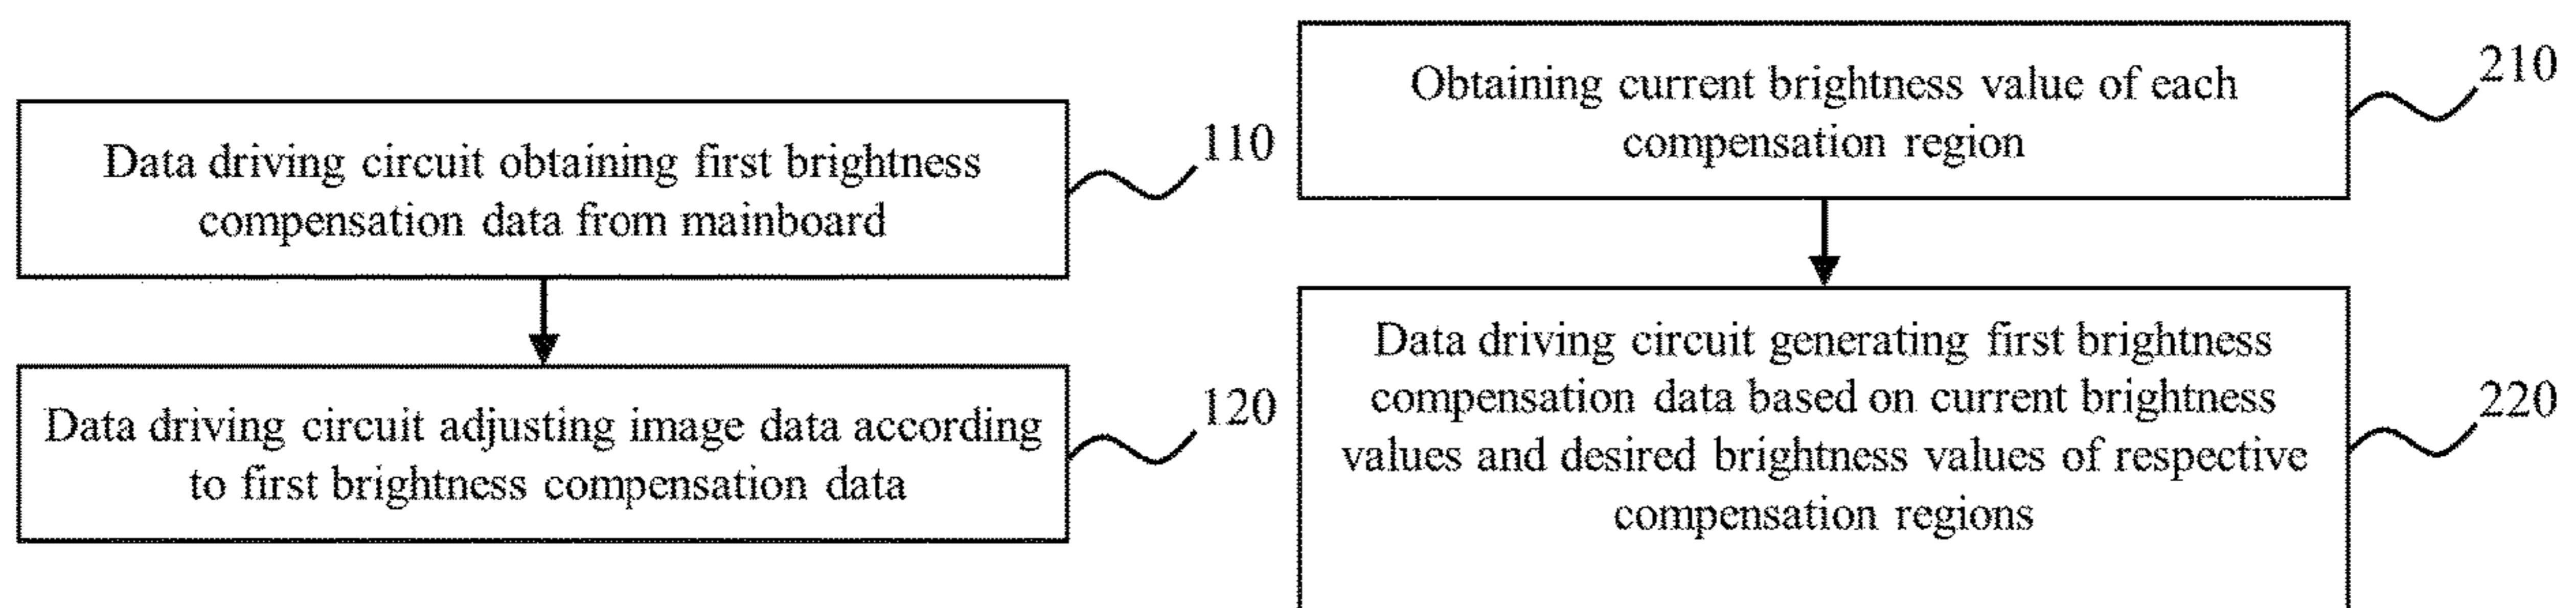 Data driving circuit obtaining first brightness
compensation data from mainboard
110
Data driving circuit adjusting image data according
to first brightness compensation data
120
Obtaining current brightness value of each
compensation region
210
Data driving circuit generating first brightness
compensation data based on current brightness
values and desired brightness values of respective
compensation regions
220